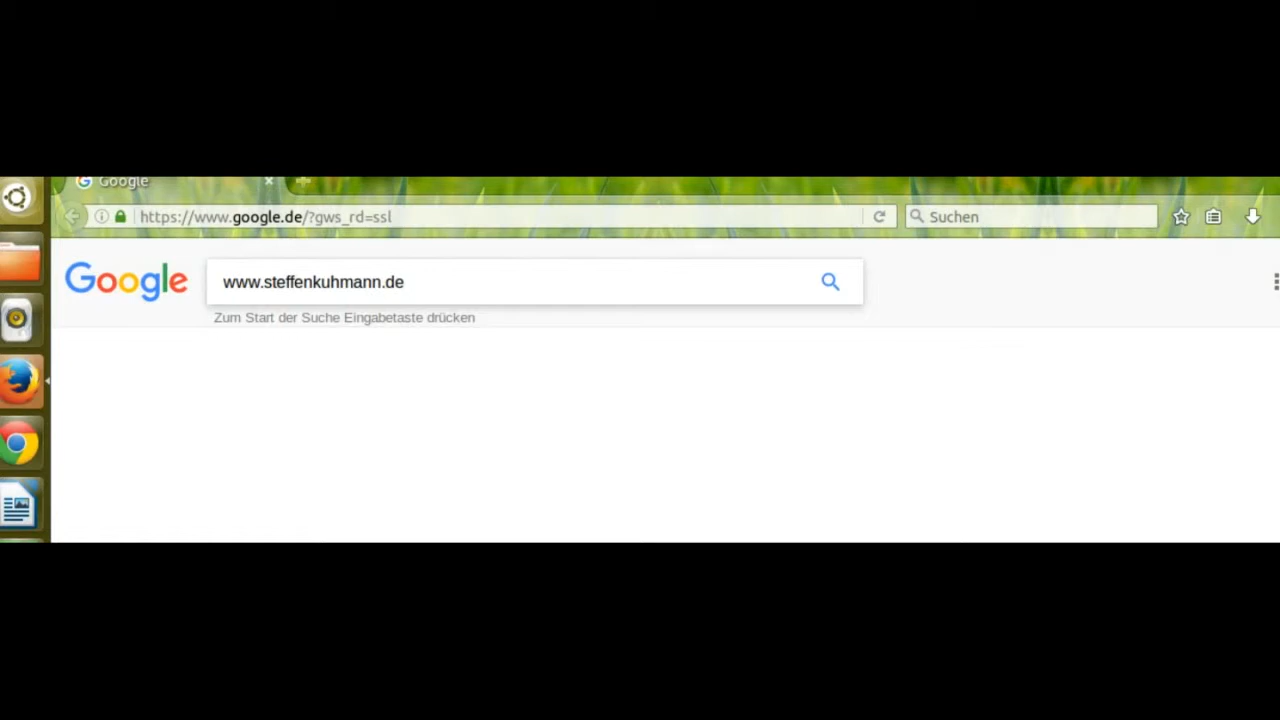 Google
https://www.google.de/?gws_rd=ssl
Suchen
Google
www.steffenkuhmann.de
Zum Start der Suche Eingabetaste drücken